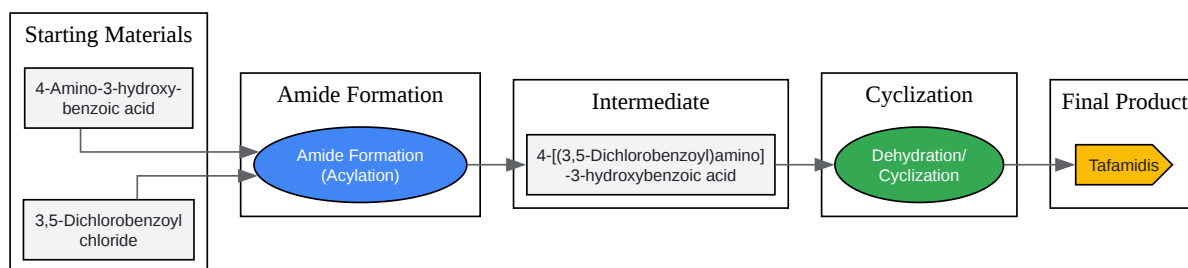 Starting Materials
4-Amino-3-hydroxy-
benzoic acid
3,5-Dichlorobenzoyl
chloride
Amide Formation
Amide Formation
(Acylation)
Intermediate
4-[(3,5-Dichlorobenzoyl)amino]
-3-hydroxybenzoic acid
Cyclization
Dehydration/
Cyclization
Final Product
Tafamidis